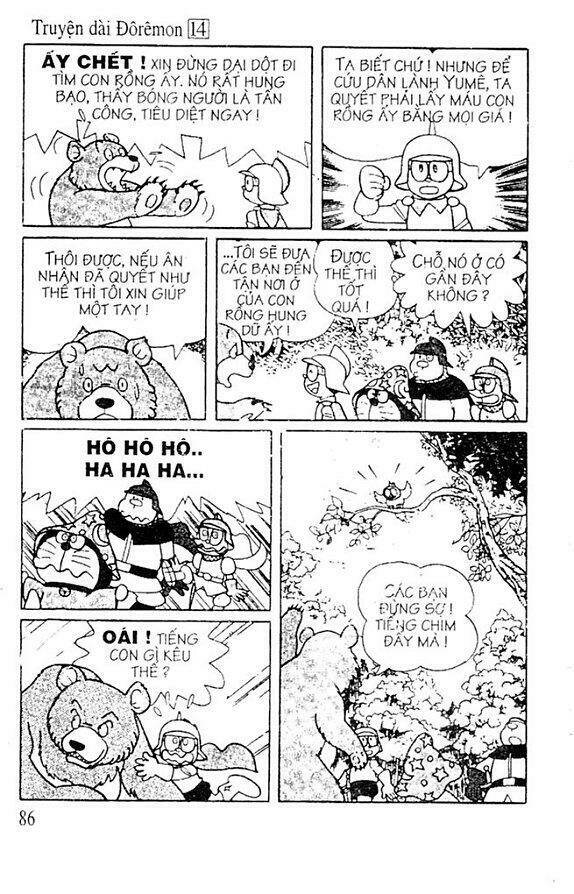 Truyện dài Đôrêmon 14
ẤY CHẾT ! XIN ĐỪNG DẠI DỘT ĐI
TÌM CON RỒNG ẤY. NÓ RẤT HUNG
BẠO, THẤY BÓNG NGƯỜI LÀ TẤN
CÔNG, TIÊU DIỆT NGAY !
TA BIẾT CHỨ ! NHƯNG ĐỂ
CỨU DÂN LÀNH YUMÊ, TA
QUYẾT PHẢI LẤY MÁU CON
RỒNG ẤY BẰNG MỌI GIÁ !
THÔI ĐƯỢC, NẾU ÂN
NHÂN ĐÃ QUYẾT NHƯ
THẾ THÌ TÔI XIN GIÚP
MỘT TAY !
...TÔI SẼ ĐƯA
CÁC BẠN ĐẾN
TẬN NƠI Ở
CỦA CON
RỒNG HUNG
DỮ ẤY !
ĐƯỢC
THẾ THÌ
TỐT
QUÁ !
CHỖ NÓ Ở CÓ
GẦN ĐÂY
KHÔNG ?
HÔ HÔ HÔ..
HA HA HA...
OÁI ! TIẾNG
CON GÌ KÊU
THẾ ?
CÁC BẠN
ĐỪNG SỢ !
TIẾNG CHIM
ĐẤY MÀ !
86